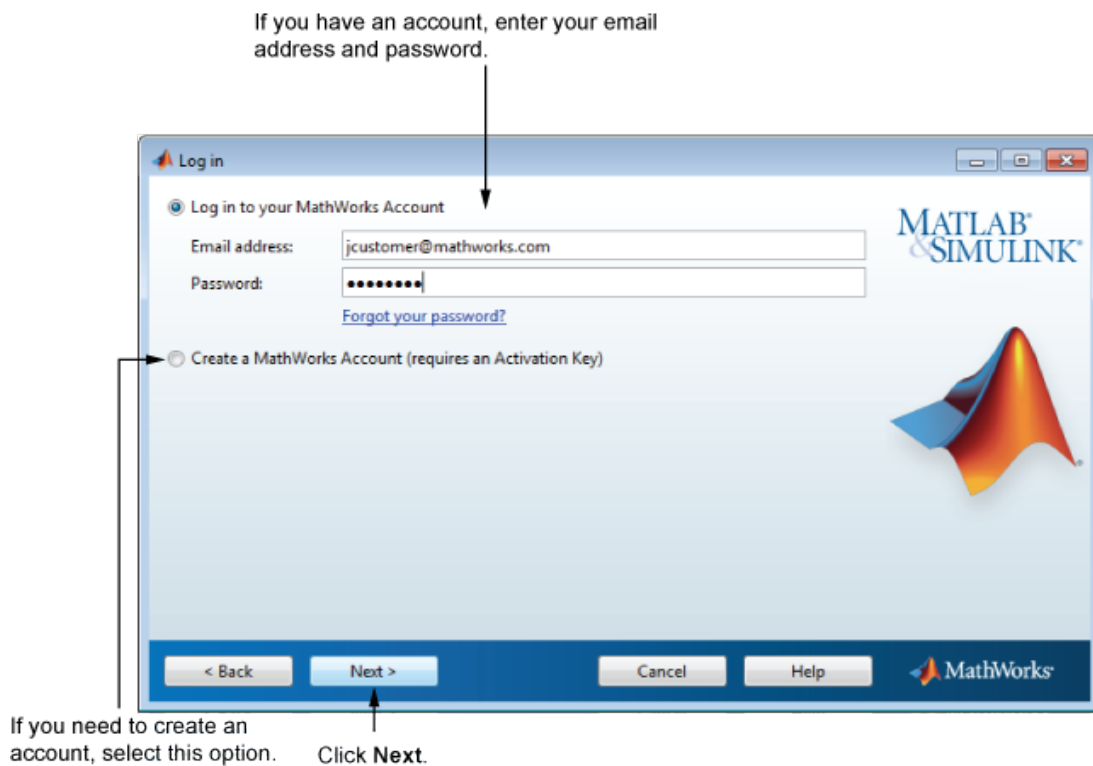 If you have an account, enter your email
address and password.
Log in
Log in to your MathWorks Account
MATLAB®
&SIMULINK®
Email address:
jcustomer@mathworks.com
Password:
••••••••
Forgot your password?
Create a MathWorks Account (requires an Activation Key)
< Back
Next >
Cancel
Help
MathWorks®
If you need to create an
account, select this option.
Click Next.